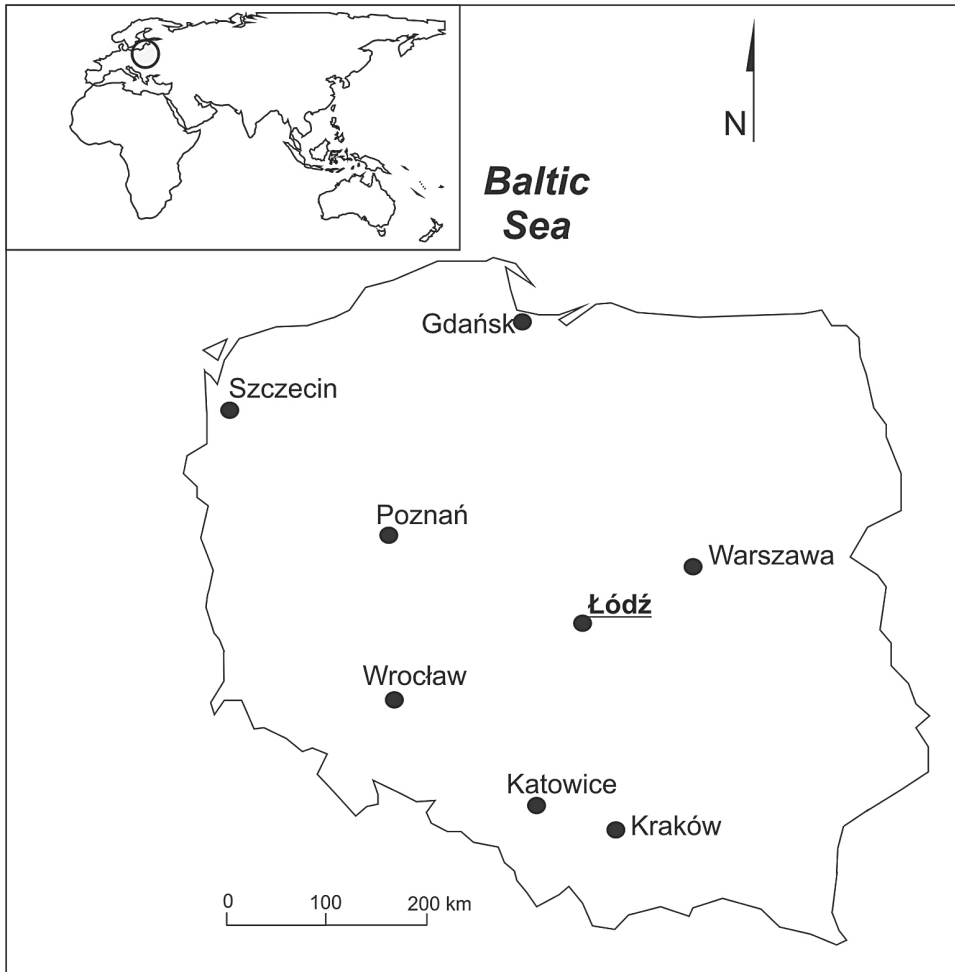 N
Baltic
Sea
Gdańsk
Szczecin
Poznań
Warszawa
Łódź
Wrocław
Katowice
Kraków
0 100 200 km